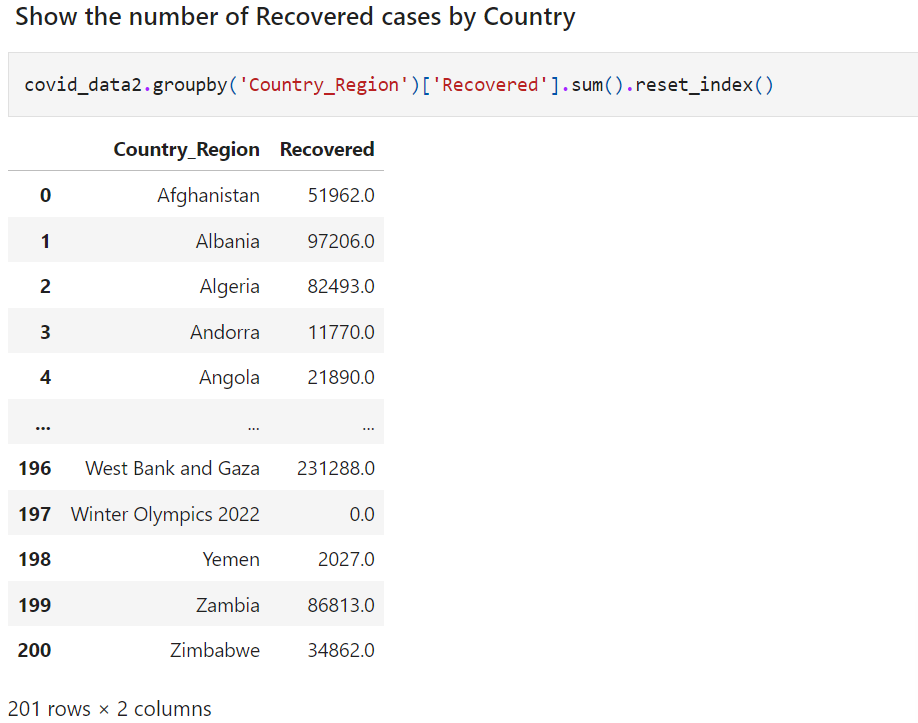 Show the number of Recovered cases by Country
covid_data2.groupby('Country_Region')['Recovered'].sum().reset_index()
Country_Region Recovered
0 Afghanistan 51962.0
1 Albania 97206.0
2 Algeria 82493.0
3 Andorra 11770.0
4 Angola 21890.0
... ... ...
196 West Bank and Gaza 231288.0
197 Winter Olympics 2022 0.0
198 Yemen 2027.0
199 Zambia 86813.0
200 Zimbabwe 34862.0
201 rows × 2 columns